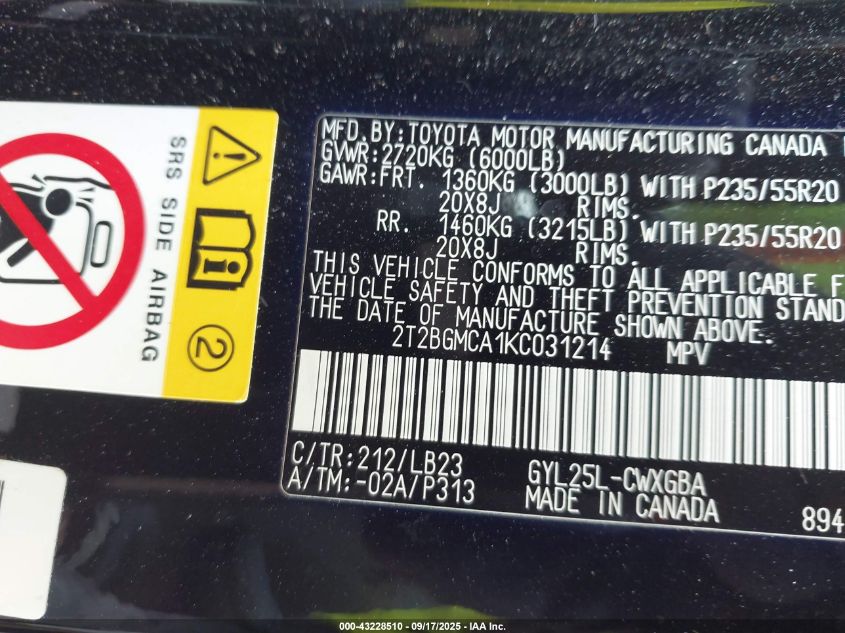 MFD.BY:TOYOTA MOTOR MANUFACTURING CANADA
GVWR:2720KG (6000LB)
GAWR:FRT. 1360KG (3000LB) WITH P235/55R20
20X8J RIMS.
RR. 1460KG (3215LB) WITH P235/55R20
20X8J RIMS.
THIS VEHICLE CONFORMS TO ALL APPLICABLE F
VEHICLE SAFETY AND THEFT PREVENTION STAND
THE DATE OF MANUFACTURE SHOWN ABOVE.
2T2BGMCA1KC031214 MPV
C/TR:212/LB23 GYL25L-CWXGBA
A/TM:-02A/P313 MADE IN CANADA 894
SRS SIDE AIRBAG
2
000-43228510 - 09/17/2025 - IAA Inc.